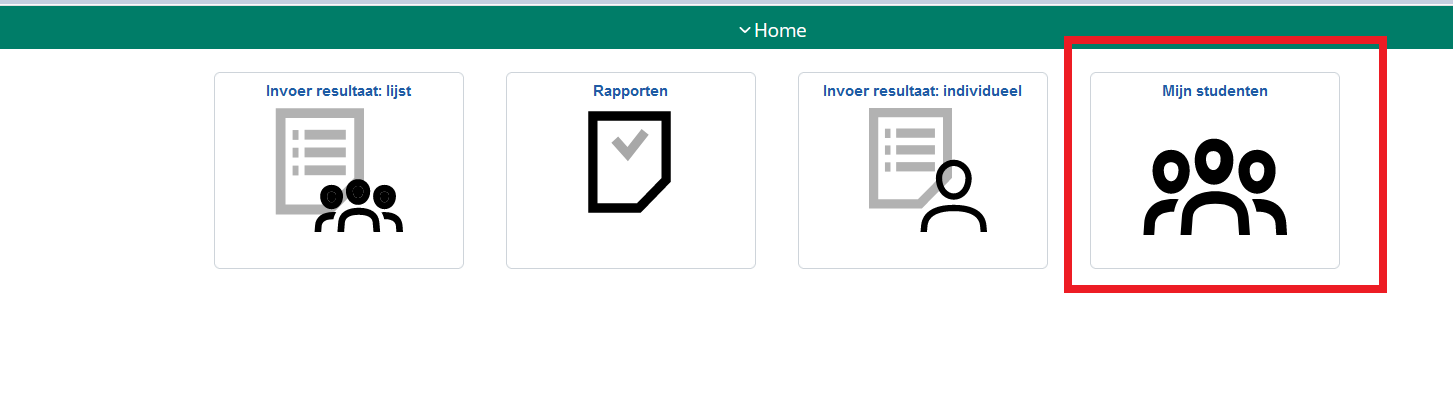 Home
Invoer resultaat: lijst
Rapporten
Invoer resultaat: individueel
Mijn studenten